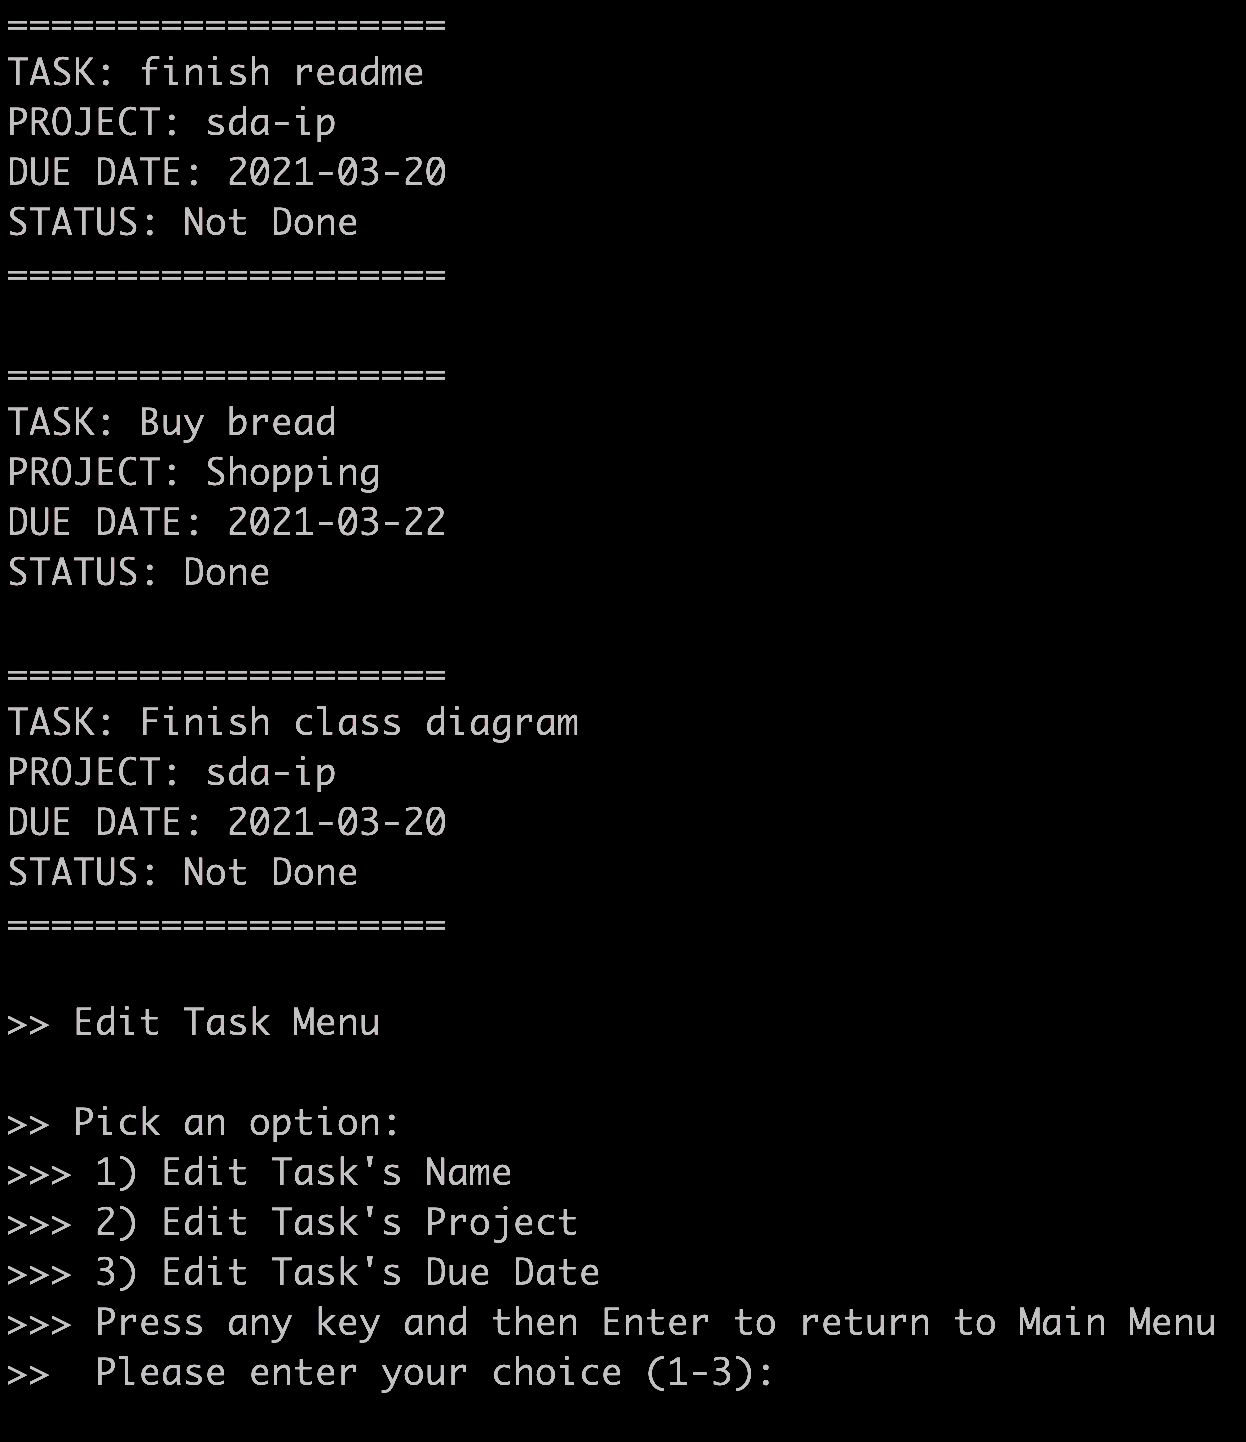 ====================
TASK: finish readme
PROJECT: sda-ip
DUE DATE: 2021-03-20
STATUS: Not Done
====================
====================
TASK: Buy bread
PROJECT: Shopping
DUE DATE: 2021-03-22
STATUS: Done
====================
TASK: Finish class diagram
PROJECT: sda-ip
DUE DATE: 2021-03-20
STATUS: Not Done
====================
>> Edit Task Menu
>> Pick an option:
>>> 1) Edit Task's Name
>>> 2) Edit Task's Project
>>> 3) Edit Task's Due Date
>>> Press any key and then Enter to return to Main Menu
>>  Please enter your choice (1-3):